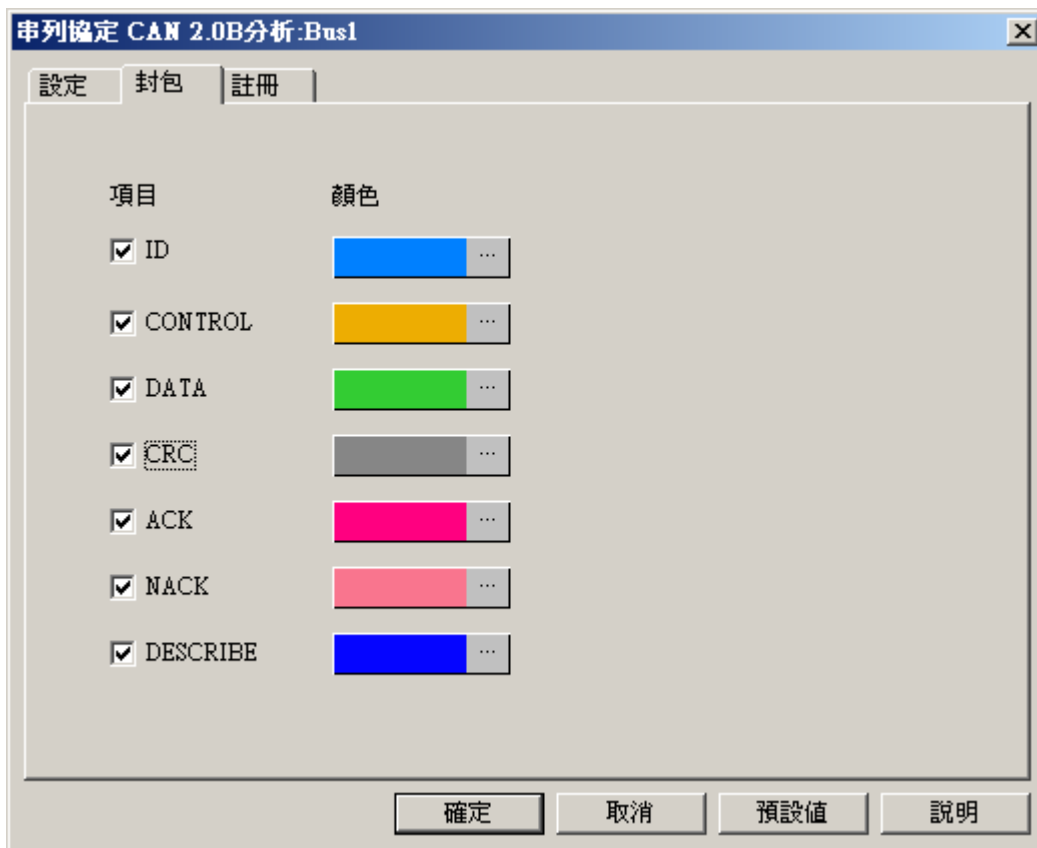 串列協定 CAN 2.0B分析:Bus1
設定 封包 註冊
項目 顏色
ID ...
CONTROL ...
DATA ...
CRC ...
ACK ...
NACK ...
DESCRIBE ...
確定 取消 預設値 說明